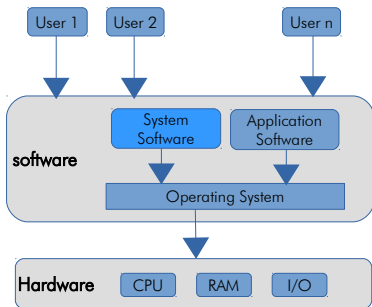 User 1
User 2
User n
System
Software
Application
Software
software
Operating System
Hardware
CPU
RAM
I/O